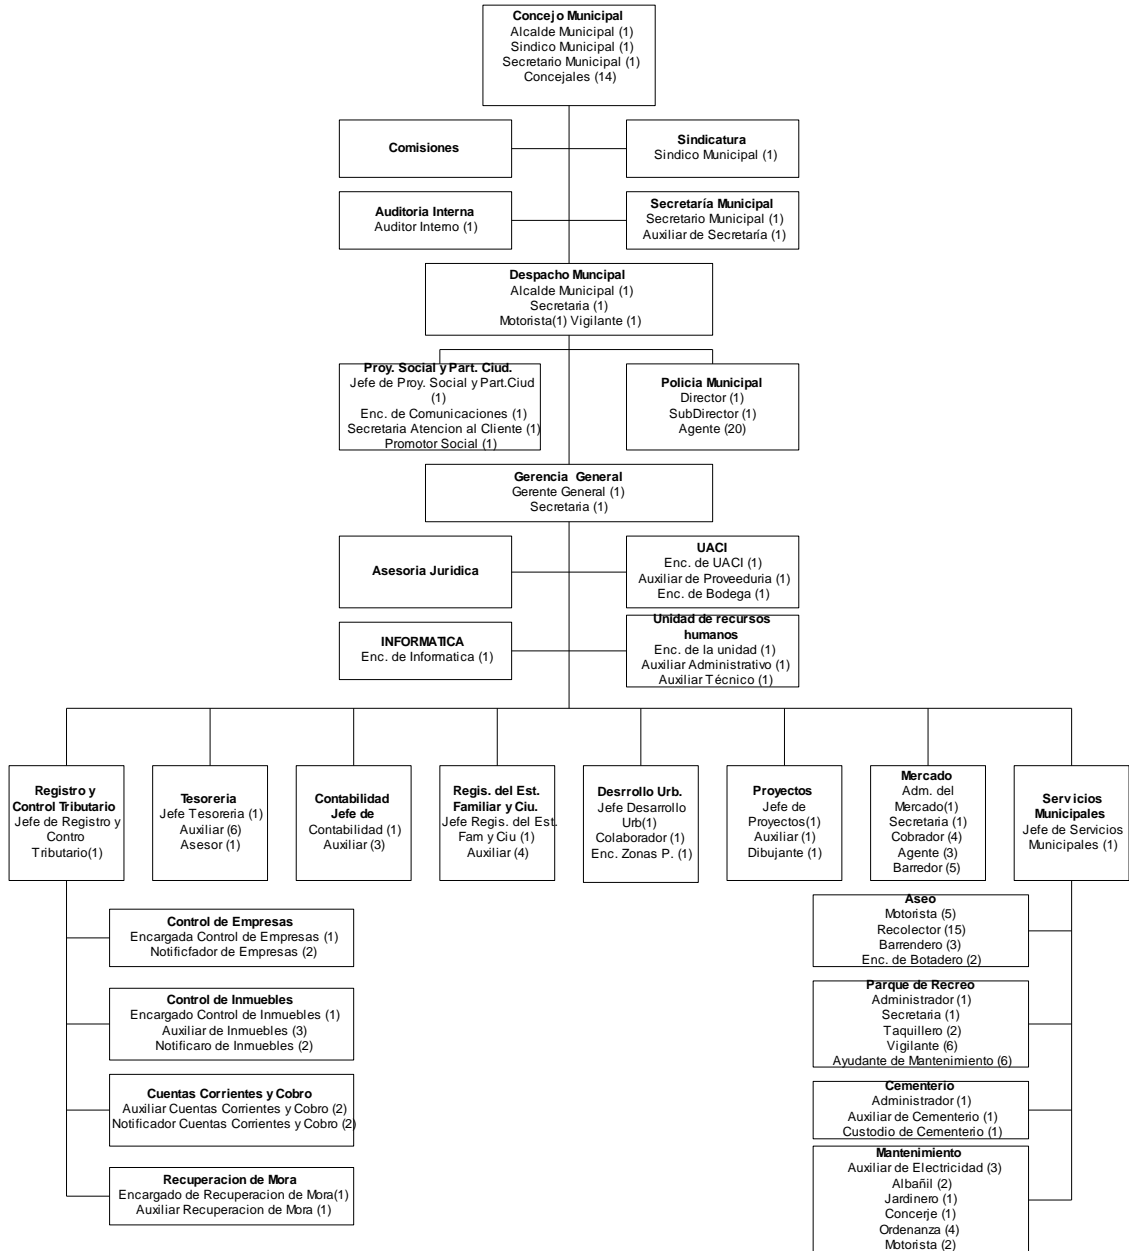 Concejo Municipal
Alcalde Municipal (1)
Sindico Municipal (1)
Secretario Municipal (1)
Concejales (14)
Comisiones
Sindicatura
Sindico Municipal (1)
Auditoria Interna
Auditor Interno (1)
Secretaría Municipal
Secretario Municipal (1)
Auxiliar de Secretaría (1)
Despacho Muncipal
Alcalde Municipal (1)
Secretaria (1)
Motorista(1) Vigilante (1)
Proy. Social y Part. Ciud.
Jefe de Proy. Social y Part.Ciud
(1)
Enc. de Comunicaciones (1)
Secretaria Atencion al Cliente (1)
Promotor Social (1)
Policia Municipal
Director (1)
SubDirector (1)
Agente (20)
Gerencia General
Gerente General (1)
Secretaria (1)
Asesoria Juridica
UACI
Enc. de UACI (1)
Auxiliar de Proveeduria (1)
Enc. de Bodega (1)
INFORMATICA
Enc. de Informatica (1)
Unidad de recursos
humanos
Enc. de la unidad (1)
Auxiliar Administrativo (1)
Auxiliar Técnico (1)
Registro y
Control Tributario
Jefe de Registro y
Contro
Tributario(1)
Tesoreria
Jefe Tesoreria (1)
Auxiliar (6)
Asesor (1)
Contabilidad
Jefe de
Contabilidad (1)
Auxiliar (3)
Regis. del Est.
Familiar y Ciu.
Jefe Regis. del Est.
Fam y Ciu (1)
Auxiliar (4)
Desrrollo Urb.
Jefe Desarrollo
Urb(1)
Colaborador (1)
Enc. Zonas P. (1)
Proyectos
Jefe de
Proyectos(1)
Auxiliar (1)
Dibujante (1)
Mercado
Adm. del
Mercado(1)
Secretaria (1)
Cobrador (4)
Agente (3)
Barredor (5)
Servicios
Municipales
Jefe de Servicios
Municipales (1)
Control de Empresas
Encargada Control de Empresas (1)
Notificfador de Empresas (2)
Control de Inmuebles
Encargado Control de Inmuebles (1)
Auxiliar de Inmuebles (3)
Notificaro de Inmuebles (2)
Cuentas Corrientes y Cobro
Auxiliar Cuentas Corrientes y Cobro (2)
Notificador Cuentas Corrientes y Cobro (2)
Recuperacion de Mora
Encargado de Recuperacion de Mora(1)
Auxiliar Recuperacion de Mora (1)
Aseo
Motorista (5)
Recolector (15)
Barrendero (3)
Enc. de Botadero (2)
Parque de Recreo
Administrador (1)
Secretaria (1)
Taquillero (2)
Vigilante (6)
Ayudante de Mantenimiento (6)
Cementerio
Administrador (1)
Auxiliar de Cementerio (1)
Custodio de Cementerio (1)
Mantenimiento
Auxiliar de Electricidad (3)
Albañil (2)
Jardinero (1)
Concerje (1)
Ordenanza (4)
Motorista (2)